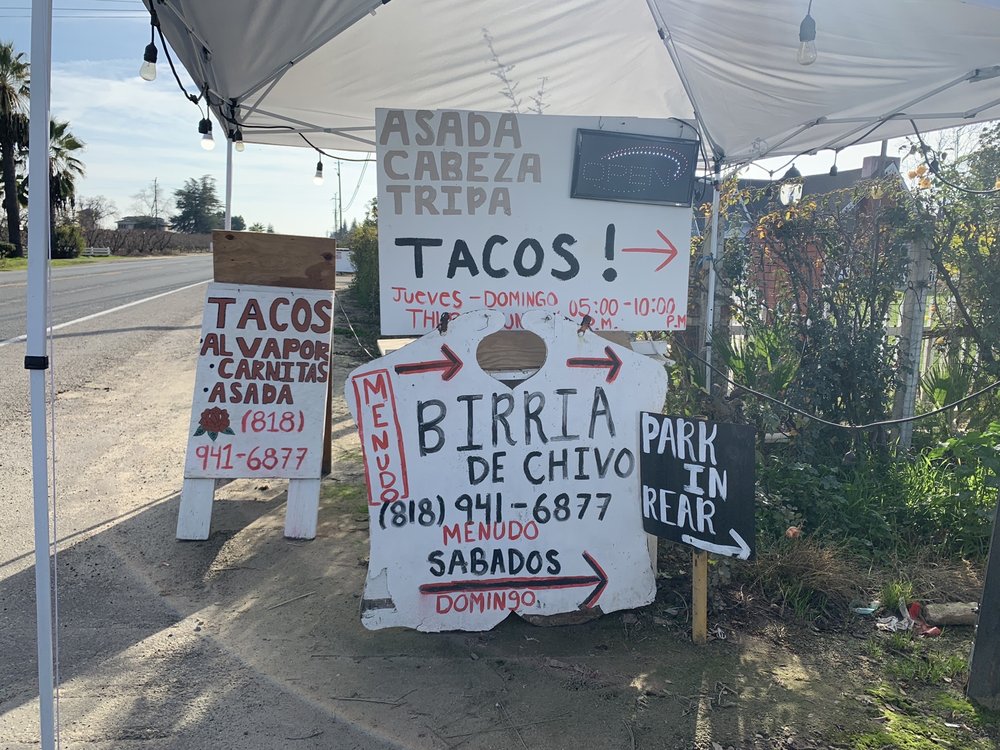 TACOS
AL VAPOR
• CARNITAS
• ASADA
(818)
941-6877
ASADA
CABEZA
TRIPA
OPEN
TACOS! →
Jueves - DOMINGO 05:00 - 10:00
P.M. P.M
MENUDO
BIRRIA
DE CHIVO
(818) 941-6877
MENUDO
SABADOS
DOMINGO
PARK
IN
REAR